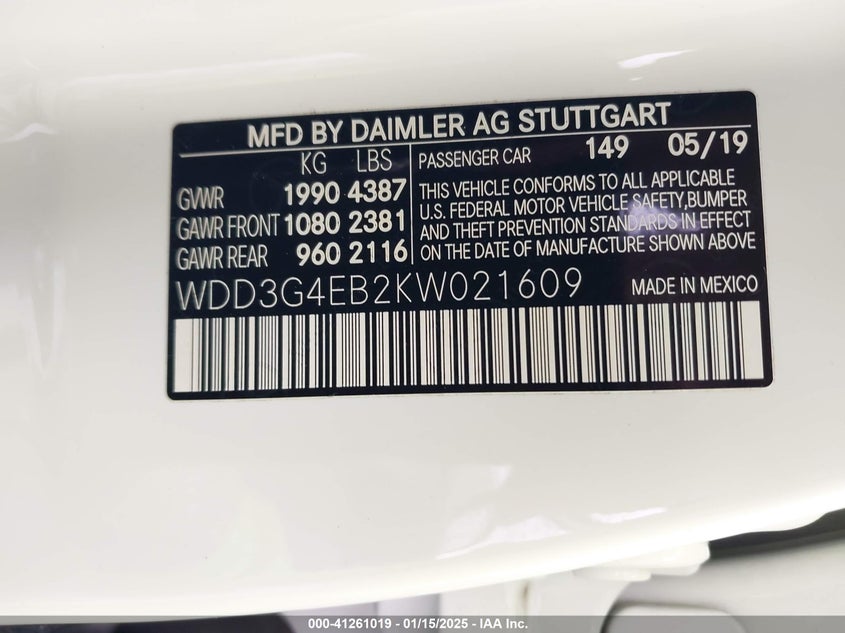 MFD BY DAIMLER AG STUTTGART
KG LBS
GVWR 1990 4387
GAWR FRONT 1080 2381
GAWR REAR 960 2116
PASSENGER CAR 149 05/19
THIS VEHICLE CONFORMS TO ALL APPLICABLE
U.S. FEDERAL MOTOR VEHICLE SAFETY,BUMPER
AND THEFT PREVENTION STANDARDS IN EFFECT
ON THE DATE OF MANUFACTURE SHOWN ABOVE
WDD3G4EB2KW021609 MADE IN MEXICO
000-41261019 - 01/15/2025 - IAA Inc.